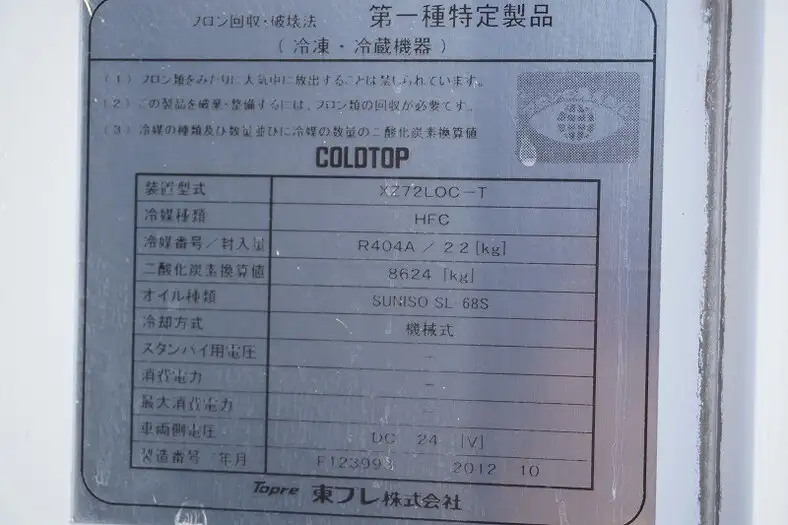 フロン回収・破壊法 第一種特定製品
(冷凍・冷蔵機器)
(1) フロン類をみだりに大気中に放出することは禁じられています。
(2) この製品を破棄・整備するには、フロン類の回収が必要です。
(3) 冷媒の種類及び数量並びに冷媒の数量の二酸化炭素換算値
COLDTOP
装置型式 XZ72LOC-T
冷媒種類 HFC
冷媒番号/封入量 R404A / 2.2 [kg]
二酸化炭素換算値 8624 [kg]
オイル種類 SUNISO SL-68S
冷却方式 機械式
スタンバイ用電圧 -
消費電力 -
最大消費電力 -
車両側電圧 DC 24 [V]
製造番号 年月 2012 10
Topre 東プレ株式会社